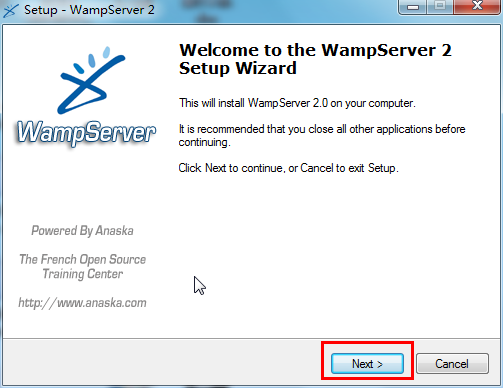 Setup - WampServer 2
Welcome to the WampServer 2
Setup Wizard
This will install WampServer 2.0 on your computer.
It is recommended that you close all other applications before
continuing.
Click Next to continue, or Cancel to exit Setup.
WampServer
Powered By Anaska
The French Open Source
Training Center
http://www.anaska.com
Next >
Cancel